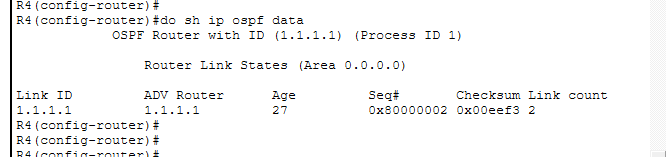 R4(config-router)#
R4(config-router)#do sh ip ospf data
OSPF Router with ID (1.1.1.1) (Process ID 1)
Router Link States (Area 0.0.0.0)
Link ID ADV Router Age Seq# Checksum Link count
1.1.1.1 1.1.1.1 27 0x80000002 0x00eef3 2
R4(config-router)#
R4(config-router)#
R4(config-router)#